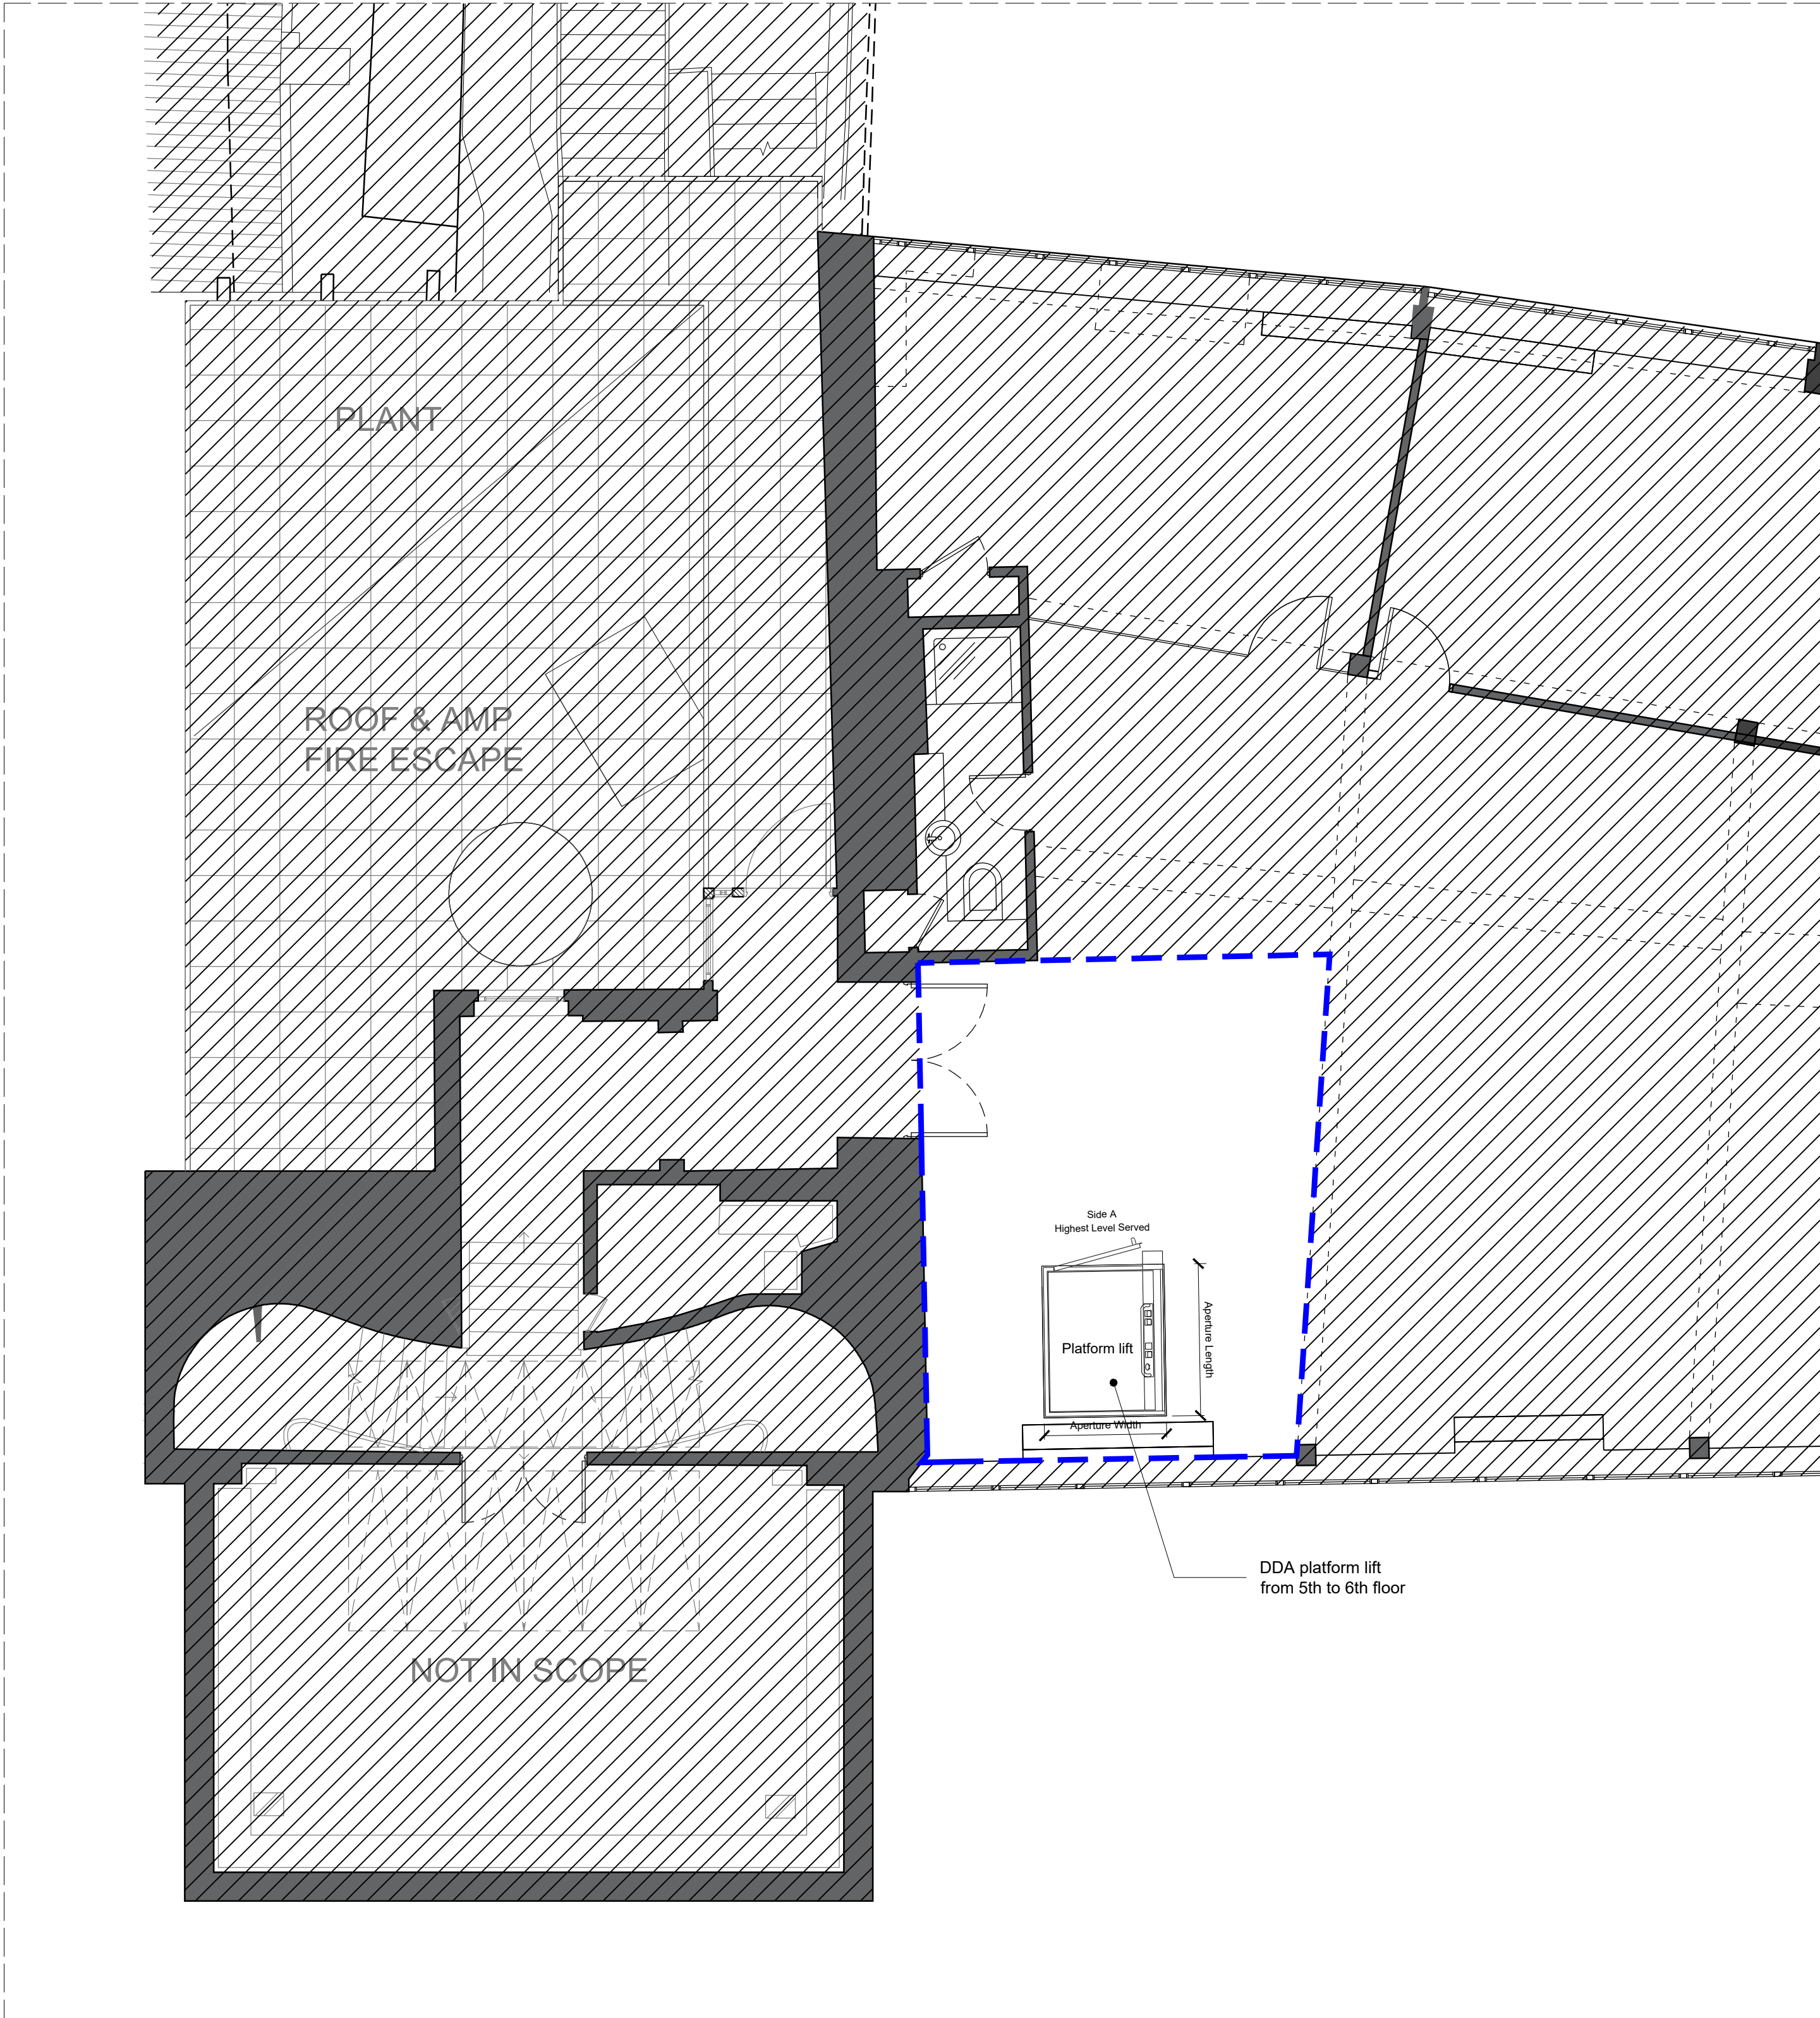 PLANT
ROOF & AMP
FIRE ESCAPE
Side A
Highest Level Served
Platform lift
Aperture Length
Aperture Width
DDA platform lift
from 5th to 6th floor
NOT IN SCOPE